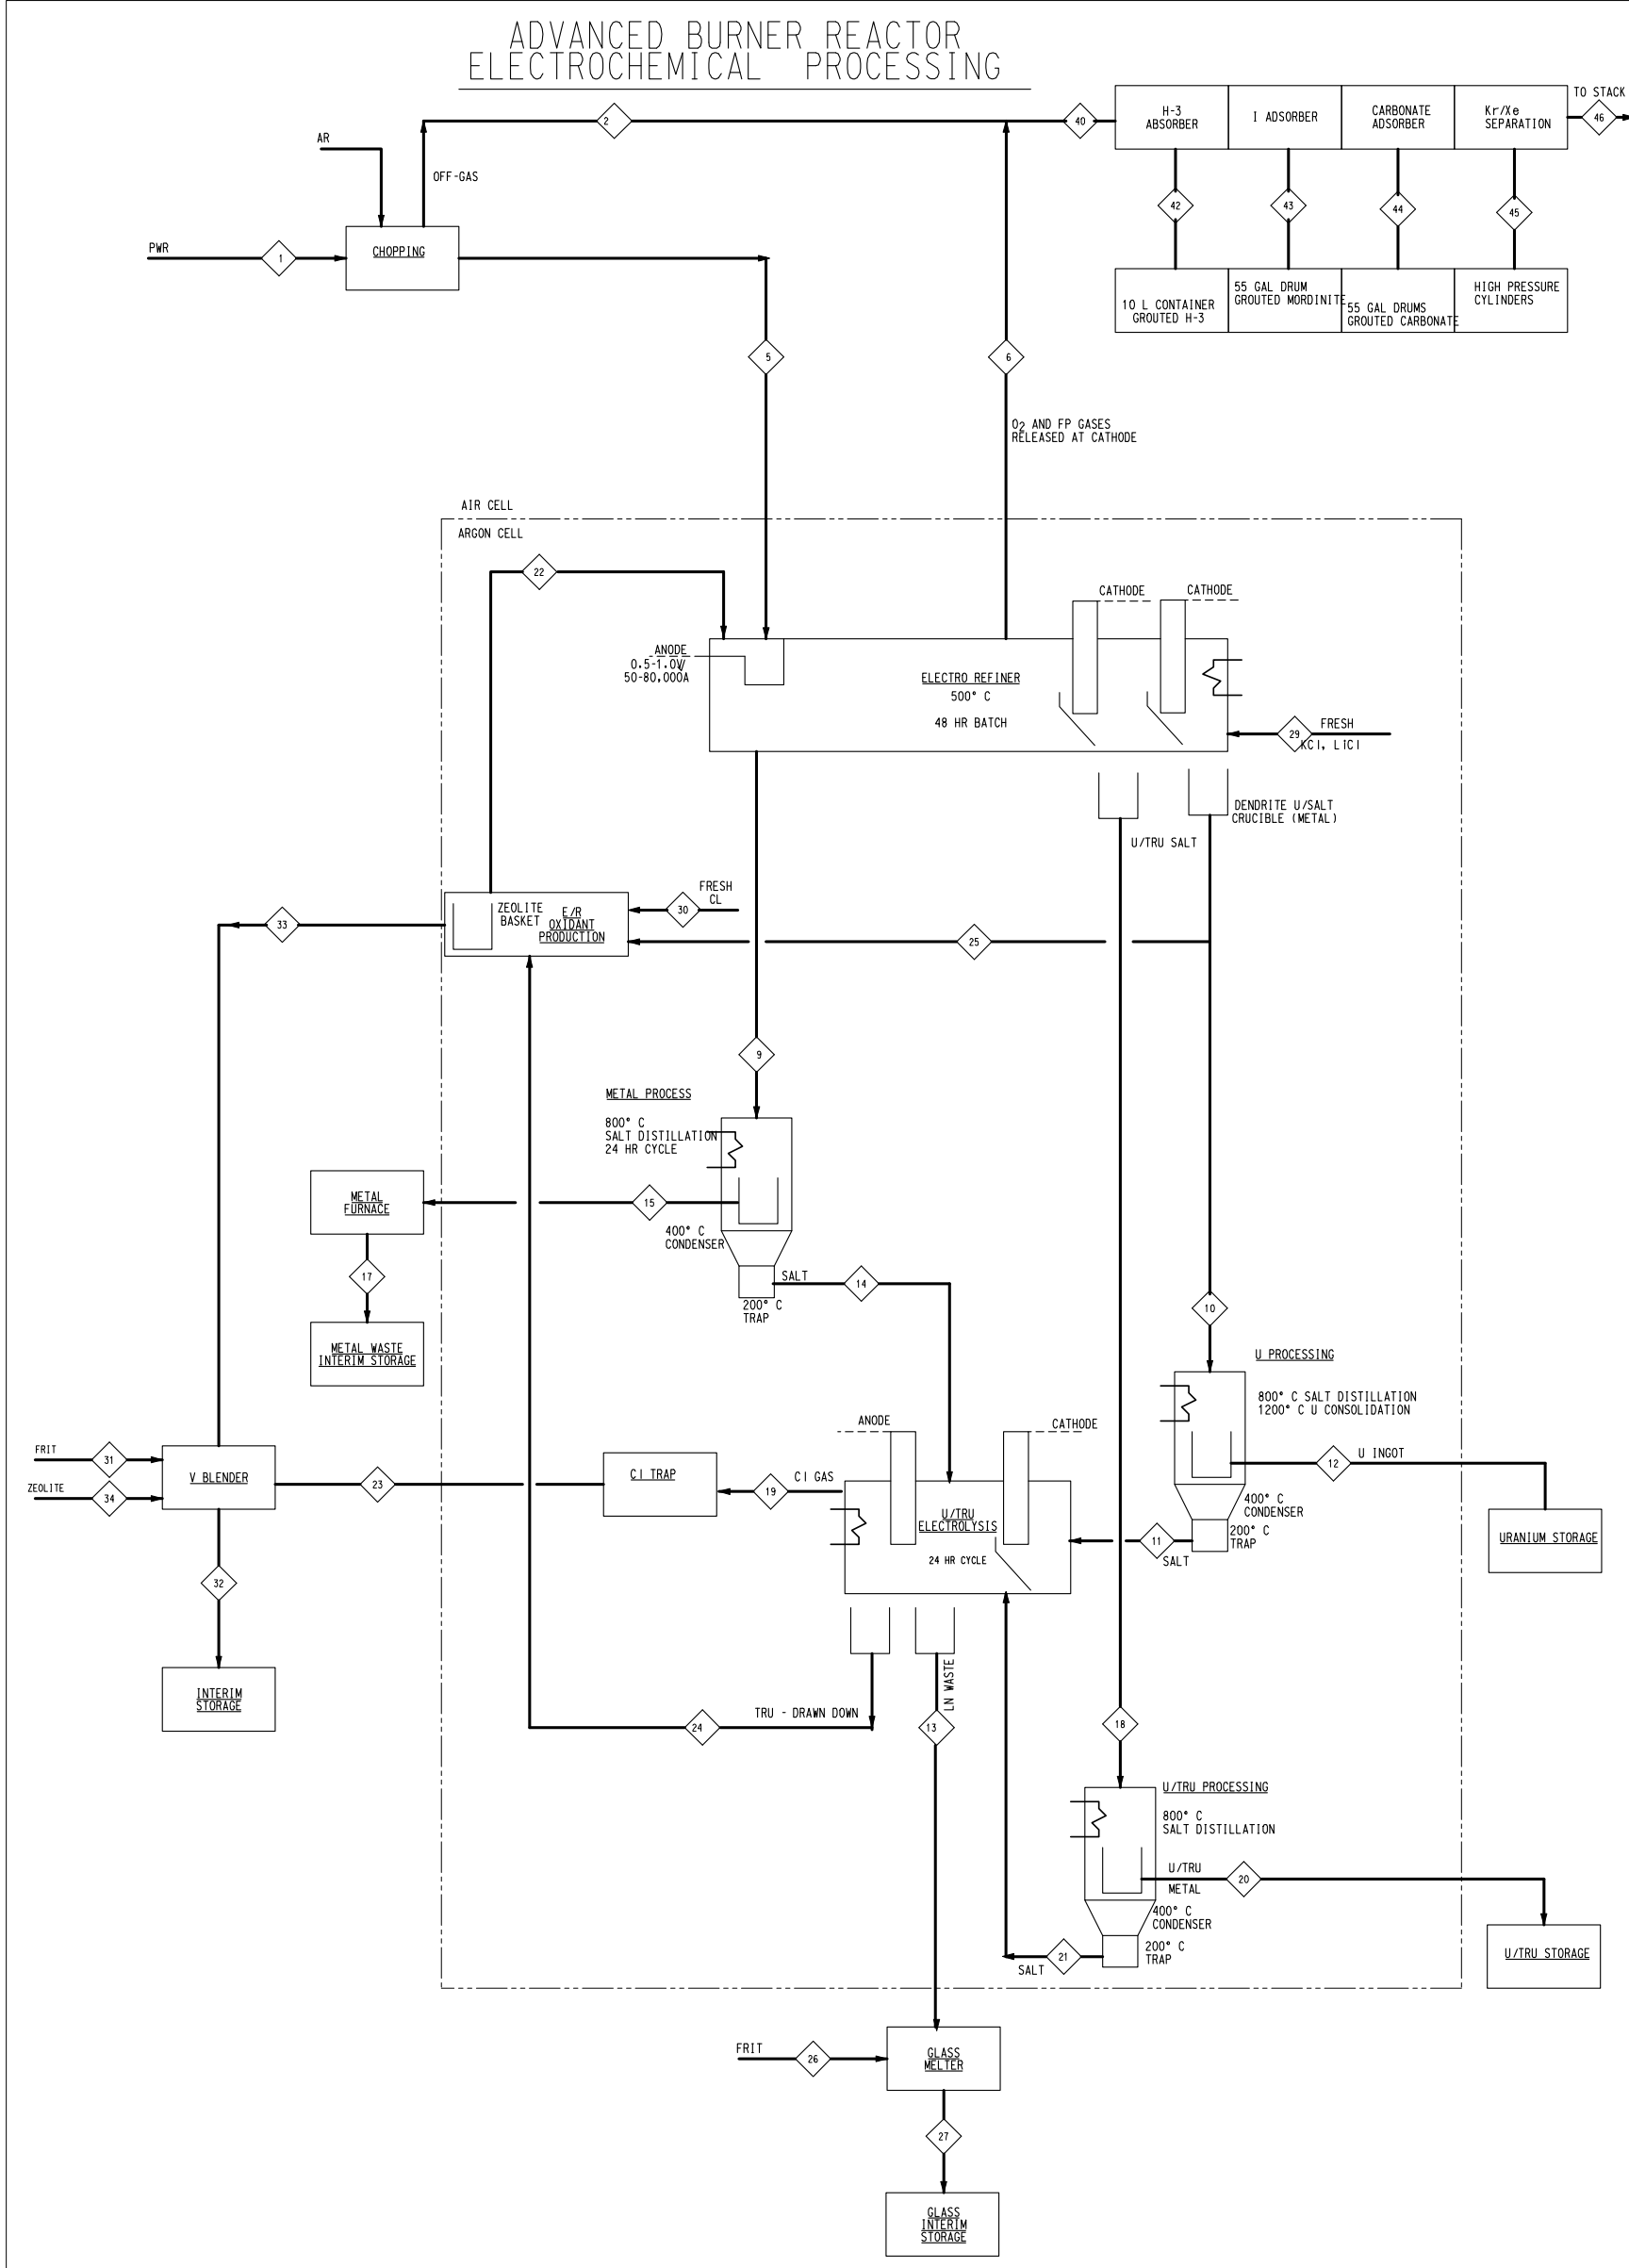 ADVANCED BURNER REACTOR
ELECTROCHEMICAL PROCESSING
TO STACK
2
40
H-3
ABSORBER
I ADSORBER
CARBONATE
ADSORBER
Kr/Xe
SEPARATION
46
AR
OFF-GAS
42
43
44
45
PWR
1
CHOPPING
10 L CONTAINER
GROUTED H-3
55 GAL DRUM
GROUTED MORDINITE
55 GAL DRUMS
GROUTED CARBONATE
HIGH PRESSURE
CYLINDERS
5
6
O2 AND FP GASES
RELEASED AT CATHODE
AIR CELL
ARGON CELL
22
CATHODE
CATHODE
ANODE
0.5-1.0V
50-80,000A
ELECTRO REFINER
500° C
48 HR BATCH
29
FRESH
KCl, LICl
DENDRITE U/SALT
CRUCIBLE (METAL)
U/TRU SALT
33
ZEOLITE
BASKET
E/R
OXIDANT
PRODUCTION
30
FRESH
CL
25
9
METAL PROCESS
800° C
SALT DISTILLATION
24 HR CYCLE
METAL
FURNACE
15
400° C
CONDENSER
17
SALT
14
200° C
TRAP
10
METAL WASTE
INTERIM STORAGE
U PROCESSING
800° C SALT DISTILLATION
1200° C U CONSOLIDATION
ANODE
CATHODE
FRIT
31
ZEOLITE
34
V BLENDER
23
Cl TRAP
Cl GAS
19
U/TRU
ELECTROLYSIS
24 HR CYCLE
U INGOT
12
400° C
CONDENSER
200° C
TRAP
11
SALT
URANIUM STORAGE
32
INTERIM
STORAGE
TRU - DRAWN DOWN
24
LN WASTE
13
18
U/TRU PROCESSING
800° C
SALT DISTILLATION
U/TRU
METAL
20
400° C
CONDENSER
200° C
TRAP
21
SALT
U/TRU STORAGE
FRIT
26
GLASS
MELTER
27
GLASS
INTERIM
STORAGE